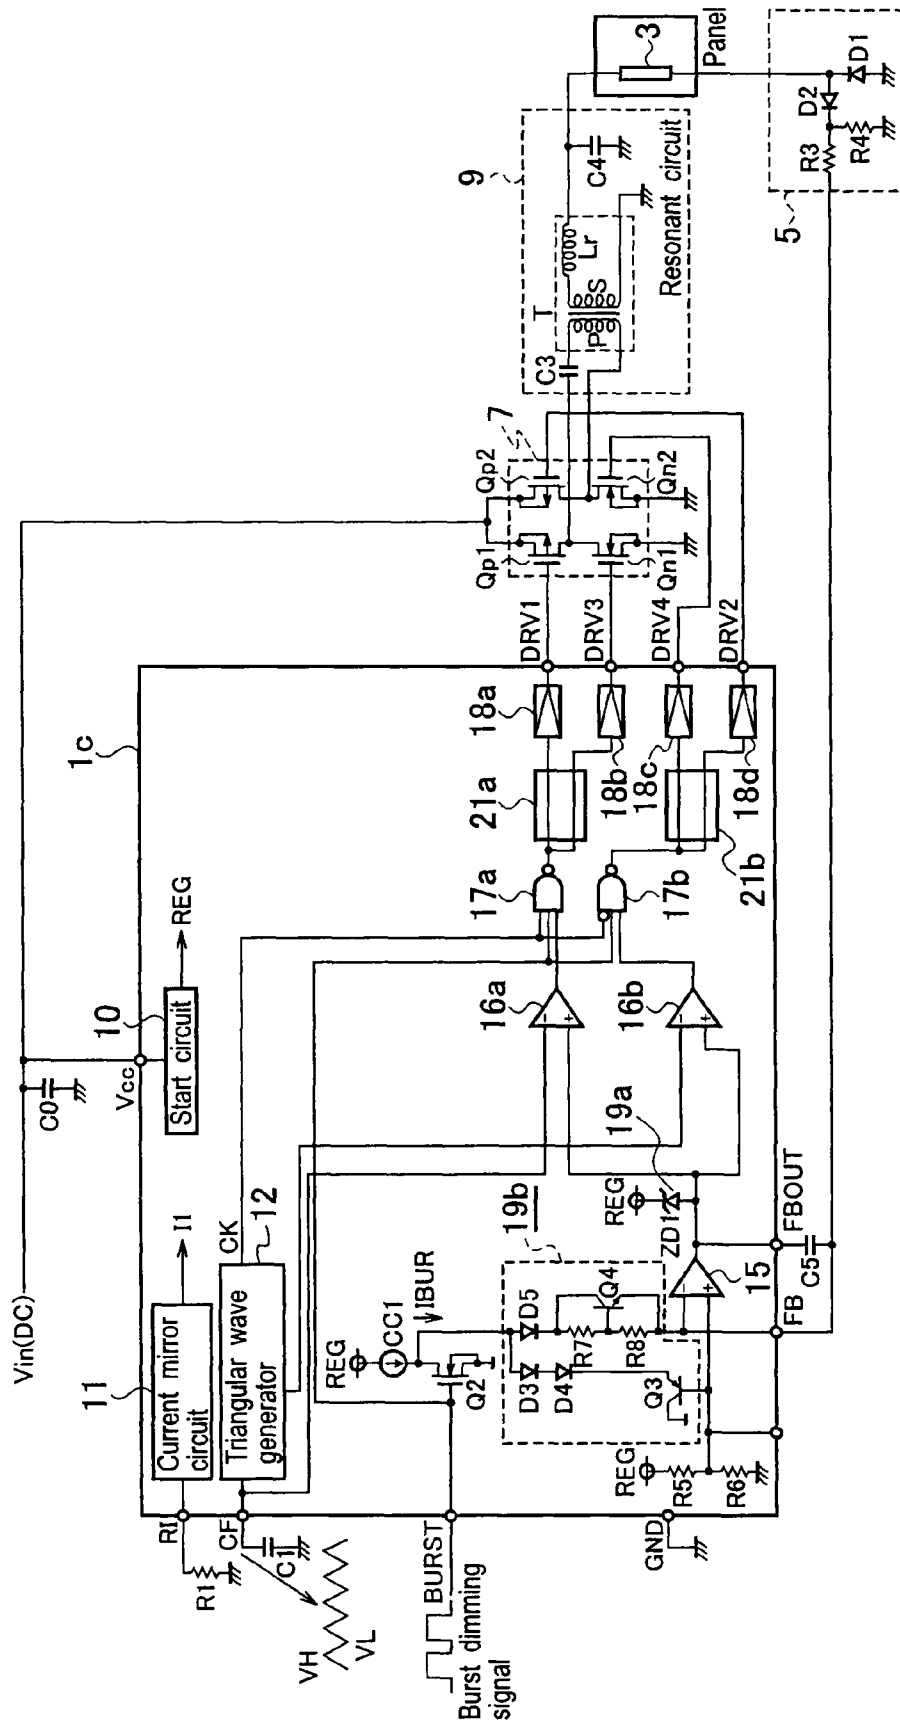 Vin(DC)
C0
Vcc
1c
11
Current mirror
circuit
I1
10
Start circuit
REG
RI
R1
CF
C1
VH
VL
Triangular wave
generator
12
CK
BURST
Burst dimming
signal
REG
CC1
IBUR
Q2
19b
D3
D4
D5
R7
R8
Q4
Q3
REG
R5
R6
GND
REG
ZD1
19a
15
FB
FBOUT
C5
16a
-
+
16b
-
+
-
+
17a
17b
21a
21b
18a
18b
18c
18d
DRV1
DRV3
DRV4
DRV2
7
Qp1
Qp2
Qn1
Qn2
9
C3
T
P
S
Lr
C4
Resonant circuit
3
Panel
5
D1
D2
R3
R4